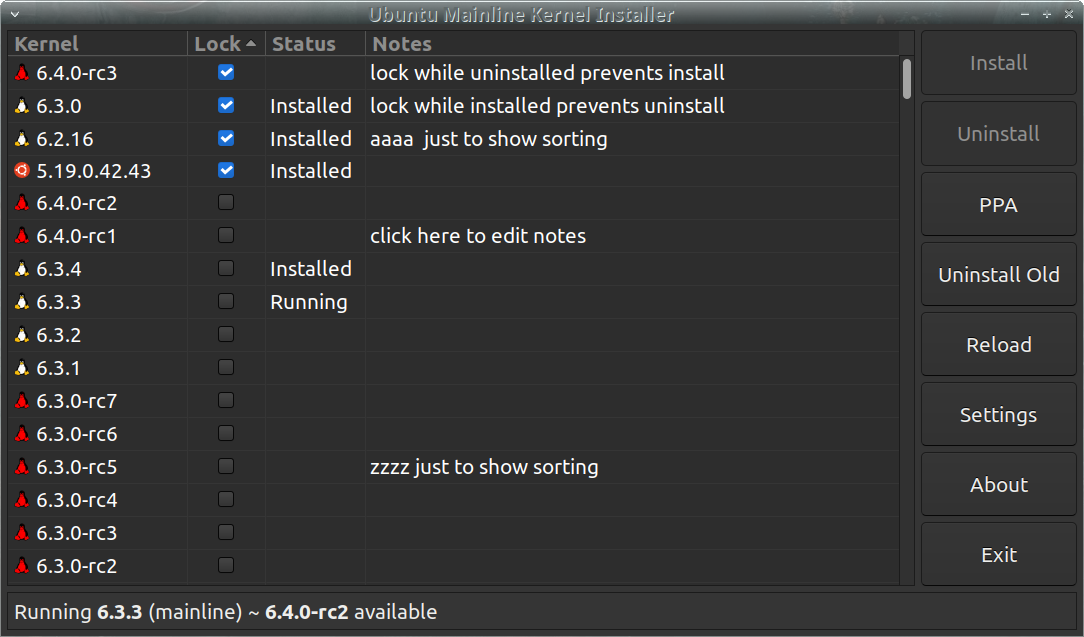 Ubuntu Mainline Kernel Installer
Kernel Lock Status Notes
6.4.0-rc3 lock while uninstalled prevents install
6.3.0 Installed lock while installed prevents uninstall
6.2.16 Installed aaaa  just to show sorting
5.19.0.42.43 Installed
6.4.0-rc2
6.4.0-rc1 click here to edit notes
6.3.4 Installed
6.3.3 Running
6.3.2
6.3.1
6.3.0-rc7
6.3.0-rc6
6.3.0-rc5 zzzz just to show sorting
6.3.0-rc4
6.3.0-rc3
6.3.0-rc2
Install
Uninstall
PPA
Uninstall Old
Reload
Settings
About
Exit
Running 6.3.3 (mainline) ~ 6.4.0-rc2 available